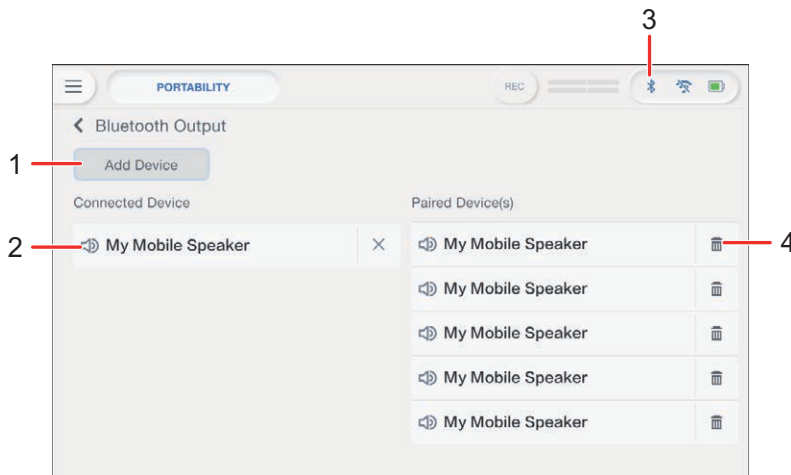 3
PORTABILITY
REC
Bluetooth Output
1
Add Device
Connected Device
Paired Device(s)
2
My Mobile Speaker
My Mobile Speaker
4
My Mobile Speaker
My Mobile Speaker
My Mobile Speaker
My Mobile Speaker